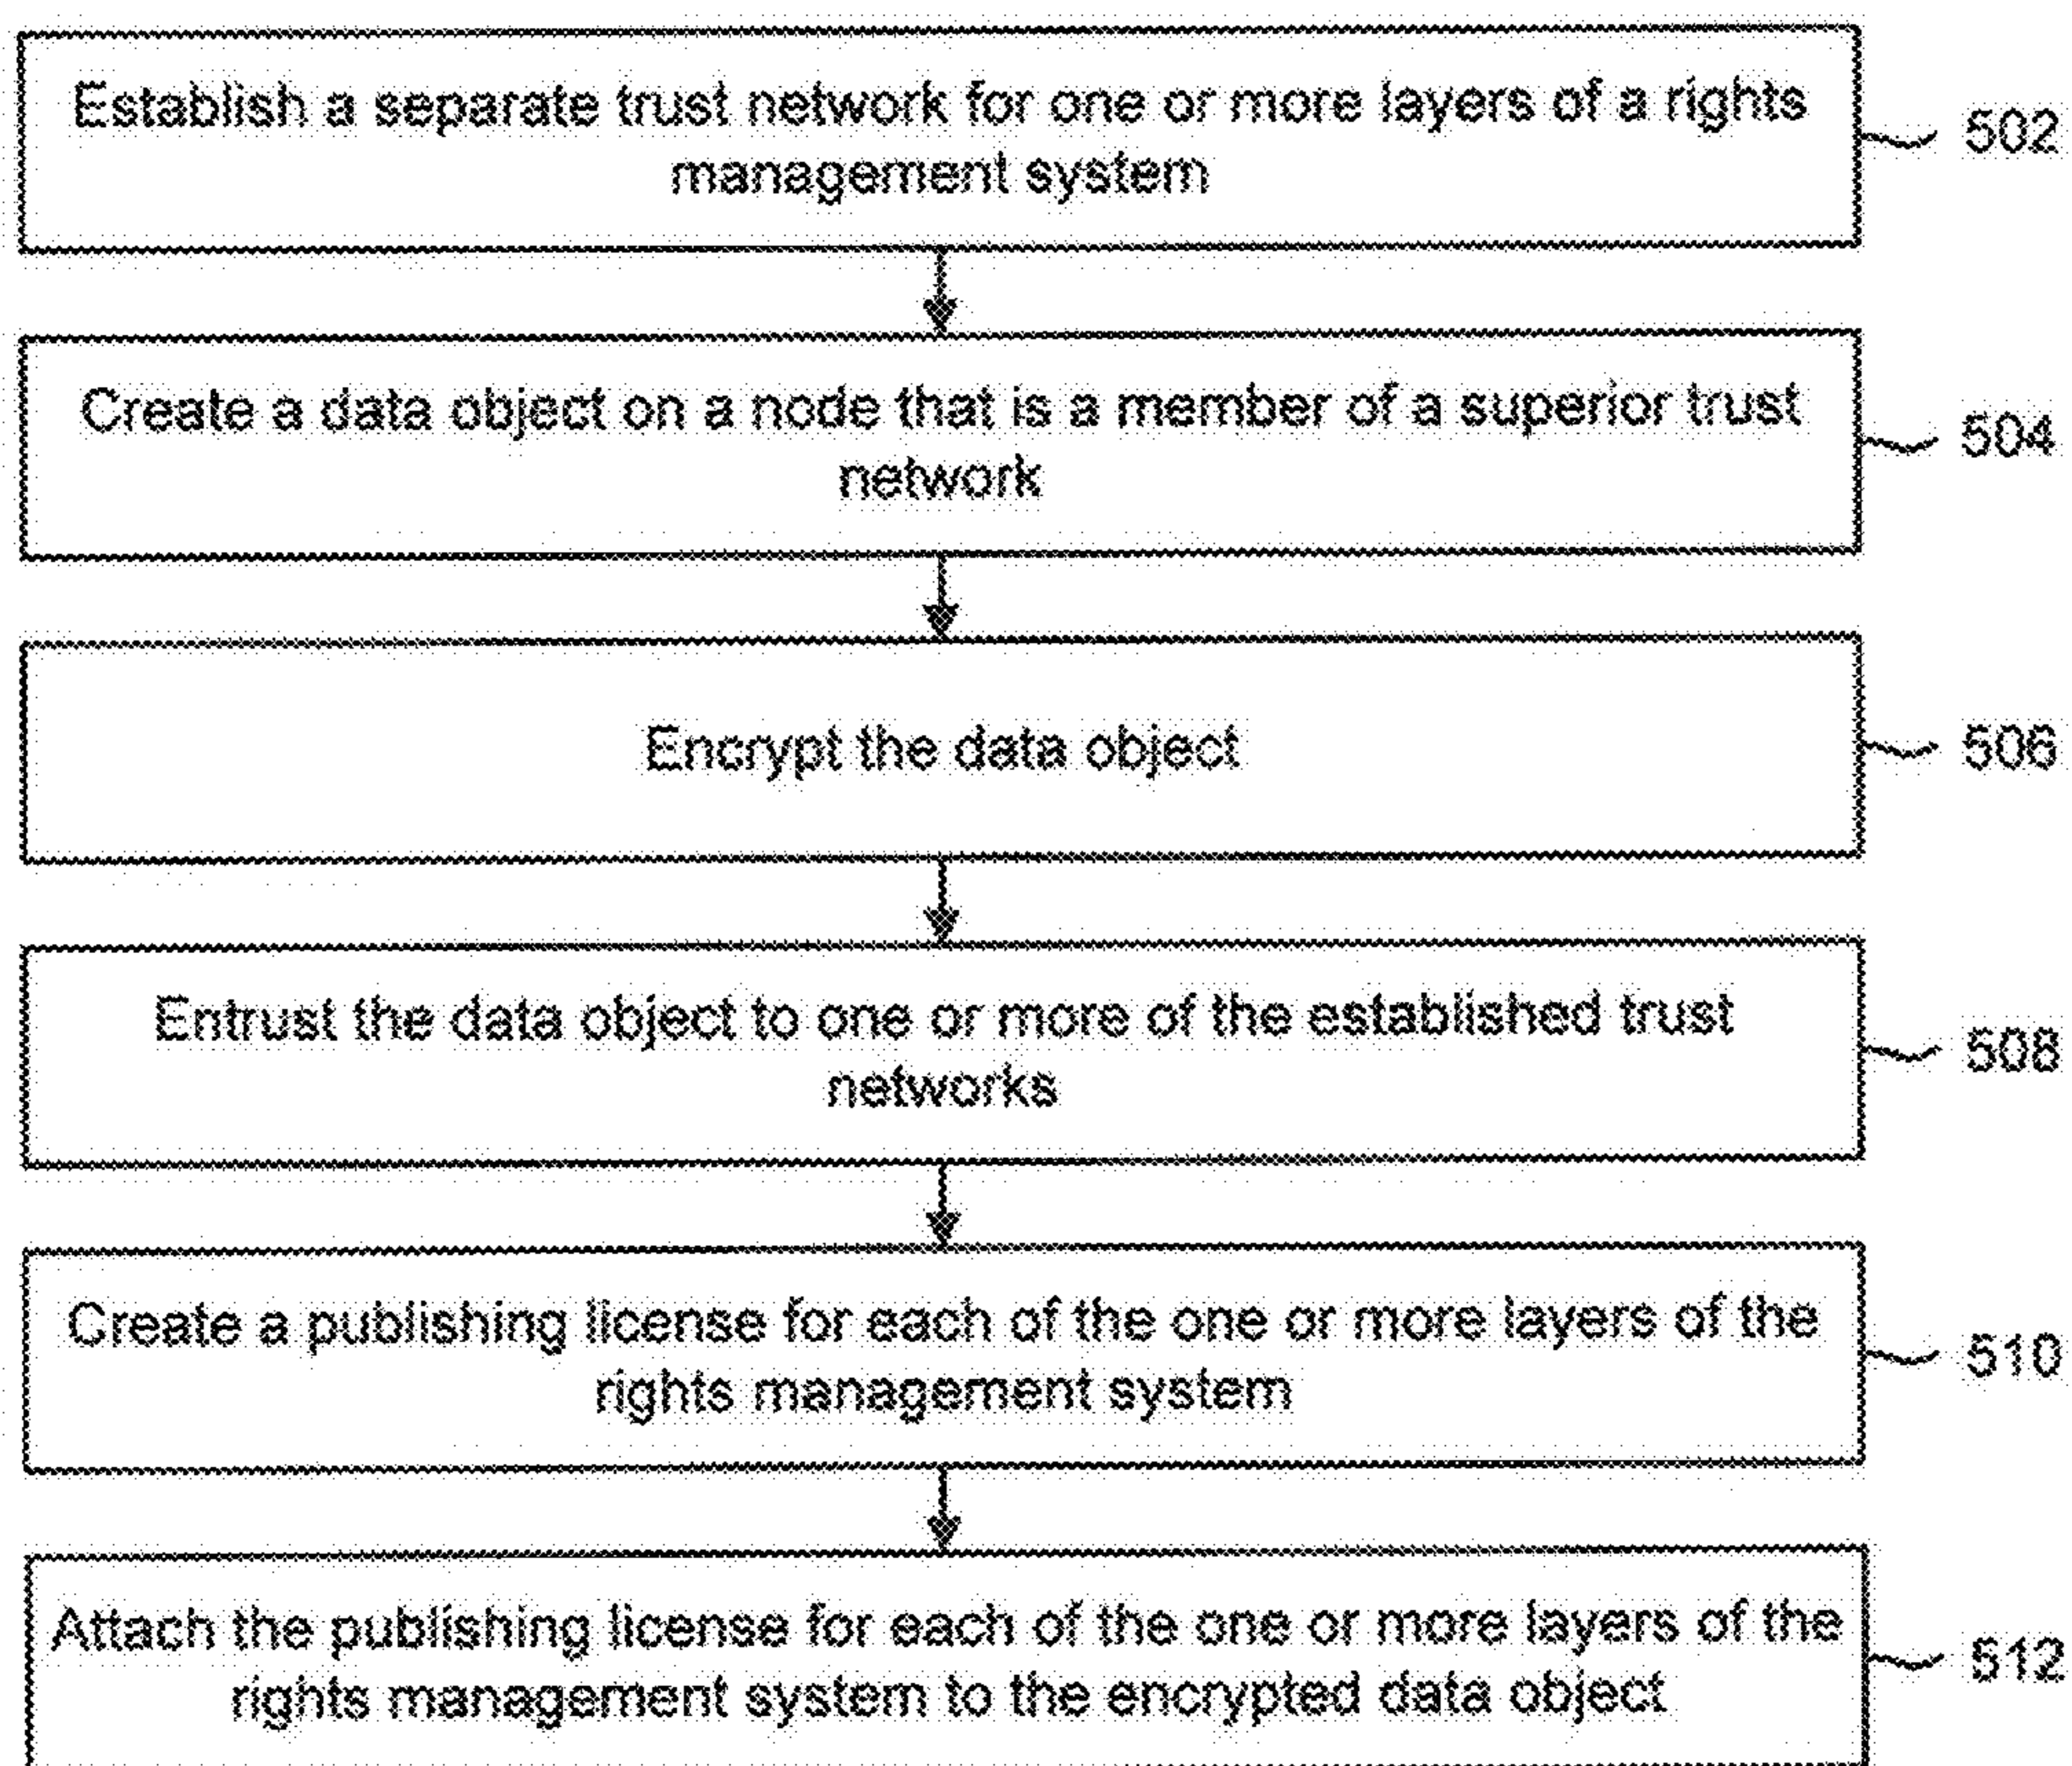 Establish a separate trust network for one or more layers of a rights
management system
502
Create a data object on a node that is a member of a superior trust
network
504
Encrypt the data object
506
Entrust the data object to one or more of the established trust
networks
508
Create a publishing license for each of the one or more layers of the
rights management system
510
Attach the publishing license for each of the one or more layers of the
rights management system to the encrypted data object
512